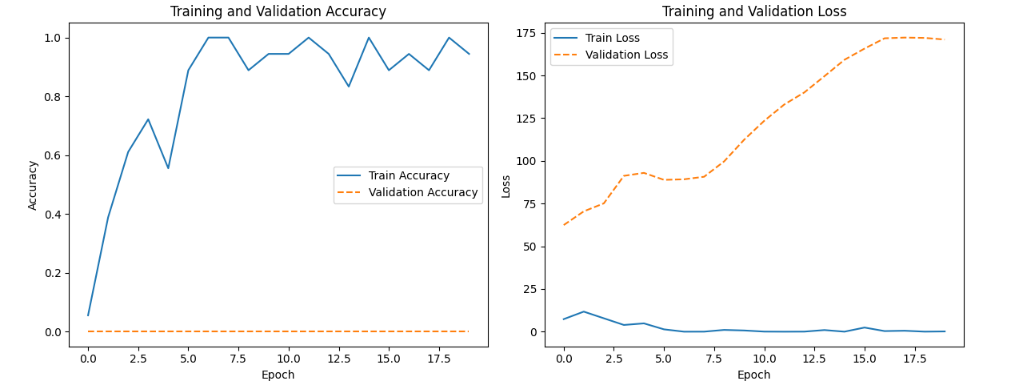 Training and Validation Accuracy
1.0
0.8
0.6
0.4
0.2
0.0
Accuracy
Train Accuracy
Validation Accuracy
0.0 2.5 5.0 7.5 10.0 12.5 15.0 17.5
Epoch
Training and Validation Loss
175
150
125
100
75
50
25
0
Loss
Train Loss
Validation Loss
0.0 2.5 5.0 7.5 10.0 12.5 15.0 17.5
Epoch